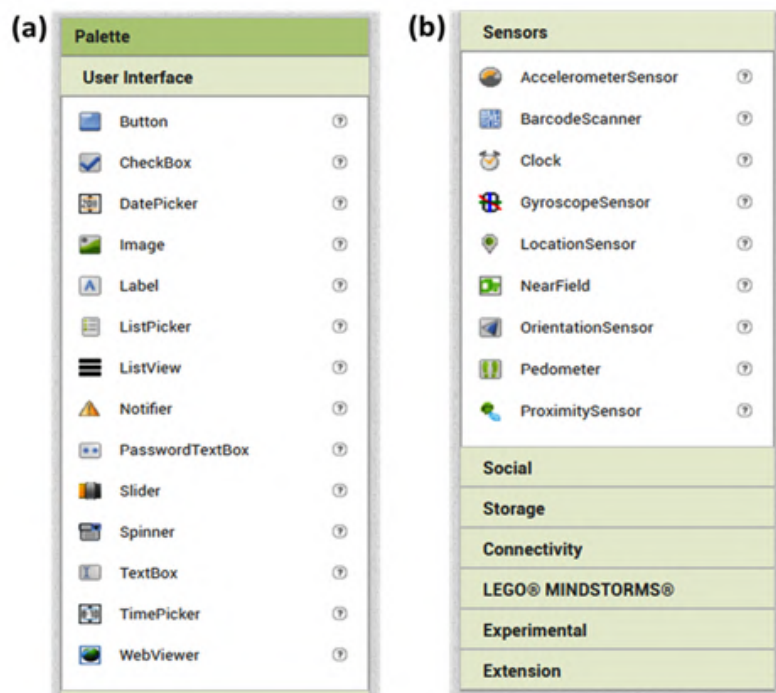 (a)
Palette
User Interface
Button
CheckBox
DatePicker
Image
Label
ListPicker
ListView
Notifier
PasswordTextBox
Slider
Spinner
TextBox
TimePicker
WebViewer
(b)
Sensors
AccelerometerSensor
BarcodeScanner
Clock
GyroscopeSensor
LocationSensor
NearField
OrientationSensor
Pedometer
ProximitySensor
Social
Storage
Connectivity
LEGO® MINDSTORMS®
Experimental
Extension